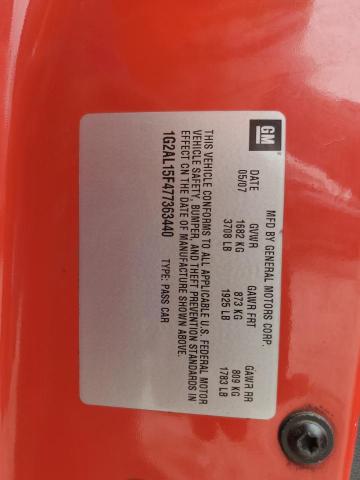 GM
MFD BY GENERAL MOTORS CORP.
DATE GVWR GAWR FRT GAWR RR
05/07 1682 KG 873 KG 809 KG
3708 LB 1925 LB 1783 LB
THIS VEHICLE CONFORMS TO ALL APPLICABLE U.S. FEDERAL MOTOR
VEHICLE SAFETY, BUMPER, AND THEFT PREVENTION STANDARDS IN
EFFECT ON THE DATE OF MANUFACTURE SHOWN ABOVE.
1G2AL15F477363440 TYPE: PASS CAR